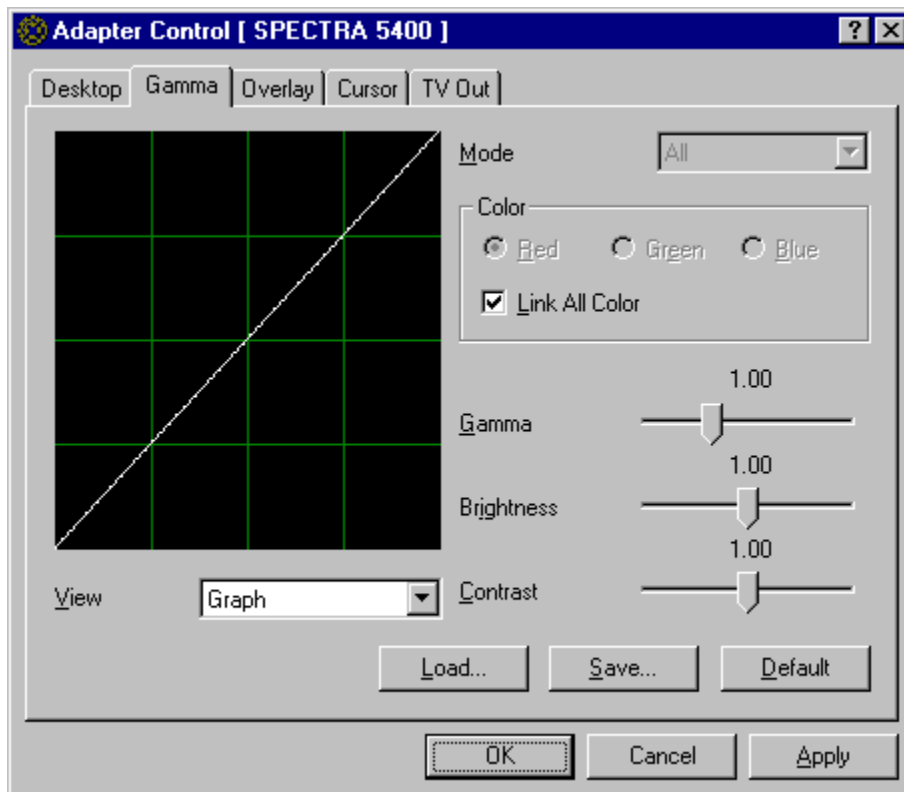 Adapter Control [ SPECTRA 5400 ]
Desktop Gamma Overlay Cursor TV Out
Mode All
Color
Red Green Blue
Link All Color
1.00
Gamma
1.00
Brightness
1.00
Contrast
View Graph
Load... Save... Default
OK Cancel Apply